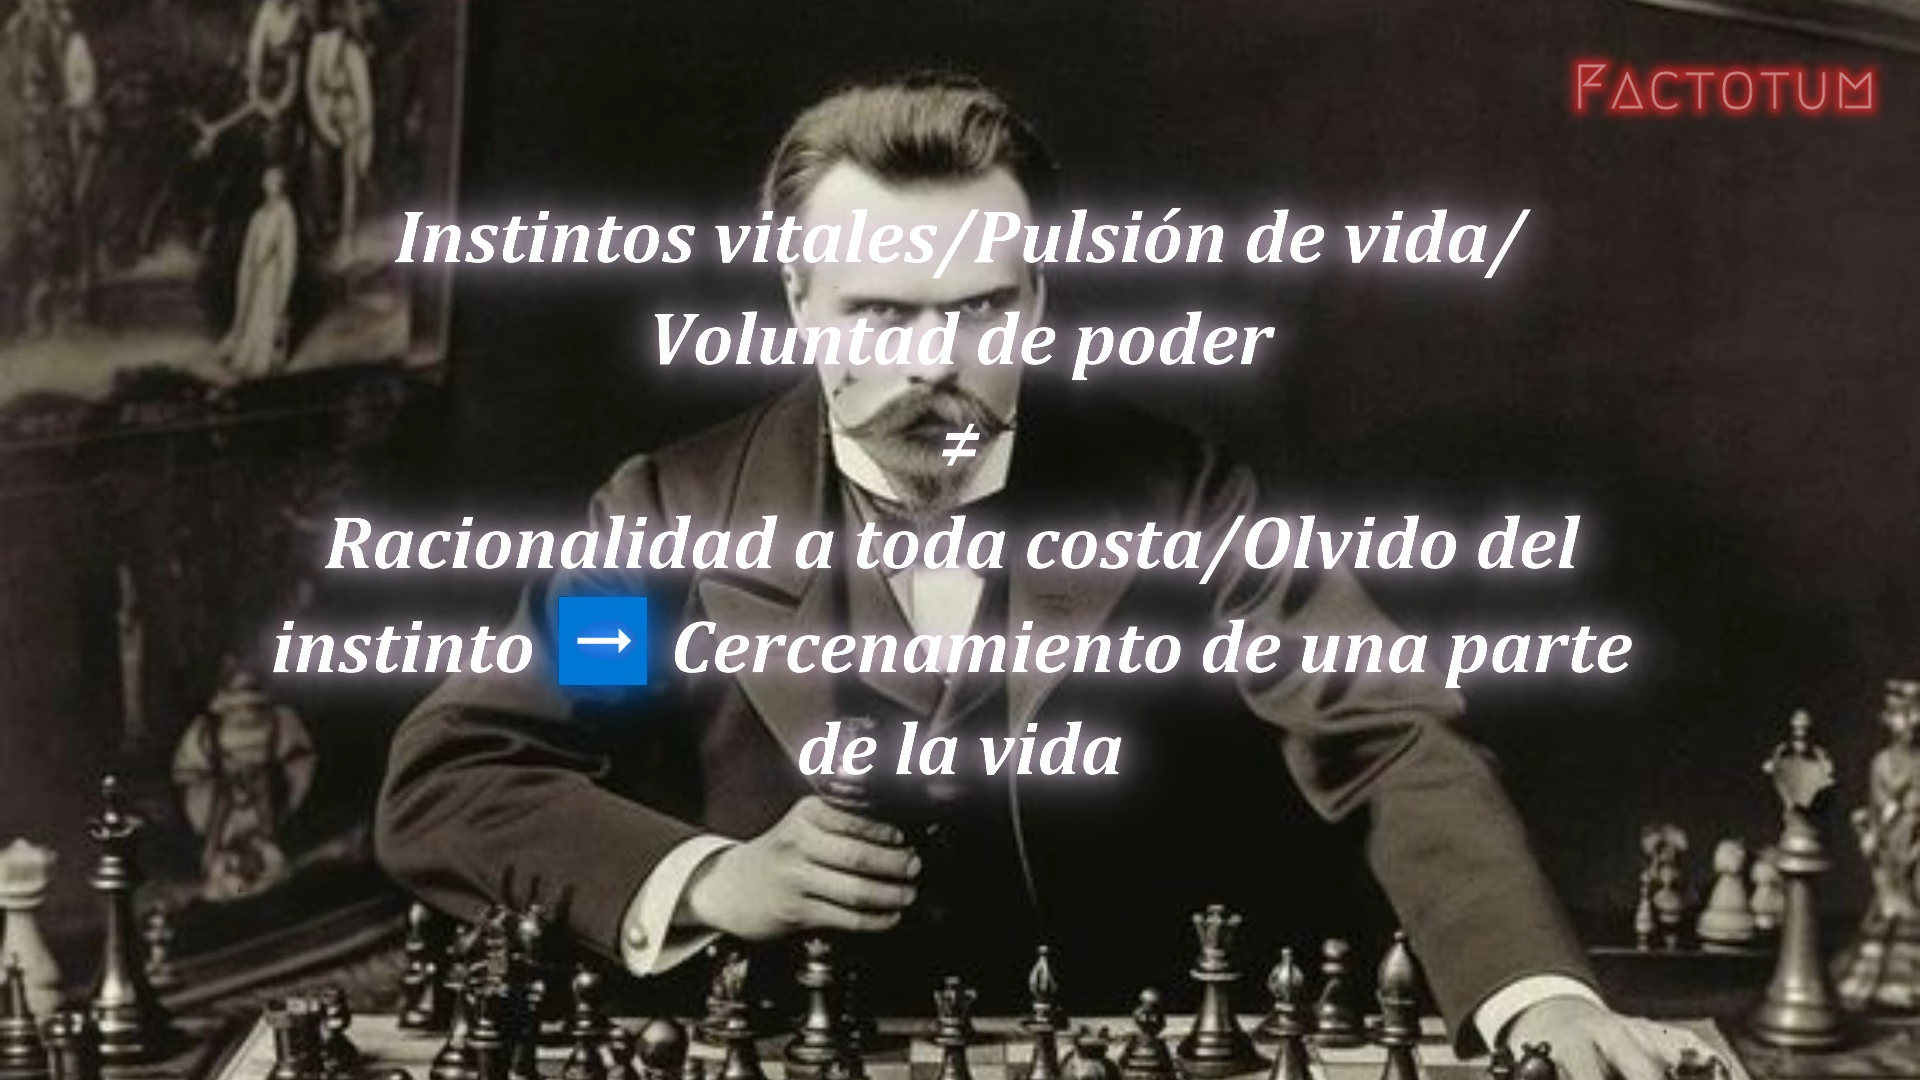 FACTOTUM
Instintos vitales/Pulsión de vida/
Voluntad de poder
≠
Racionalidad a toda costa/Olvido del
instinto ➡ Cercenamiento de una parte
de la vida